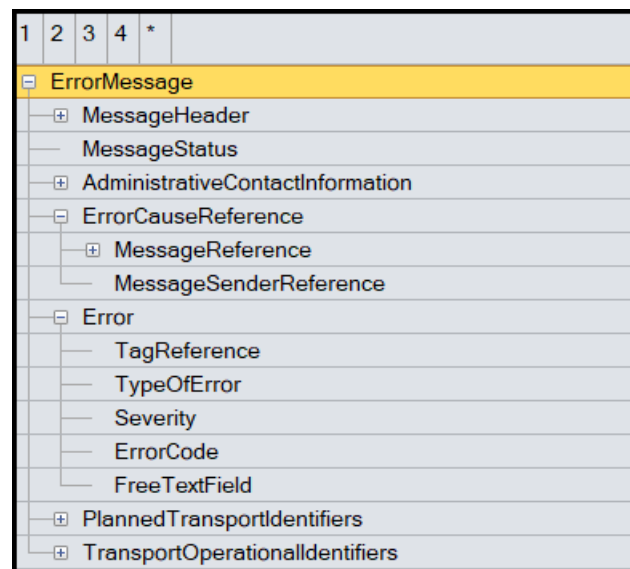 1 2 3 4 *
ErrorMessage
MessageHeader
MessageStatus
AdministrativeContactInformation
ErrorCauseReference
MessageReference
MessageSenderReference
Error
TagReference
TypeOfError
Severity
ErrorCode
FreeTextField
PlannedTransportIdentifiers
TransportOperationalIdentifiers